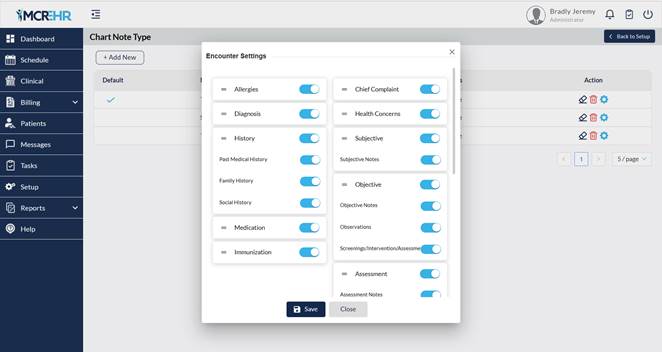 MCREHR
Bradly Jeremy
Administrator
Dashboard
Schedule
Clinical
Billing
Patients
Messages
Tasks
Setup
Reports
Help
Chart Note Type
Back to Setup
+ Add New
Default
Action
1
5 / page
Encounter Settings
Allergies
Diagnosis
History
Past Medical History
Family History
Social History
Medication
Immunization
Chief Complaint
Health Concerns
Subjective
Subjective Notes
Objective
Objective Notes
Observations
Screenings/Intervention/Assessme
Assessment
Assessment Notes
Save
Close